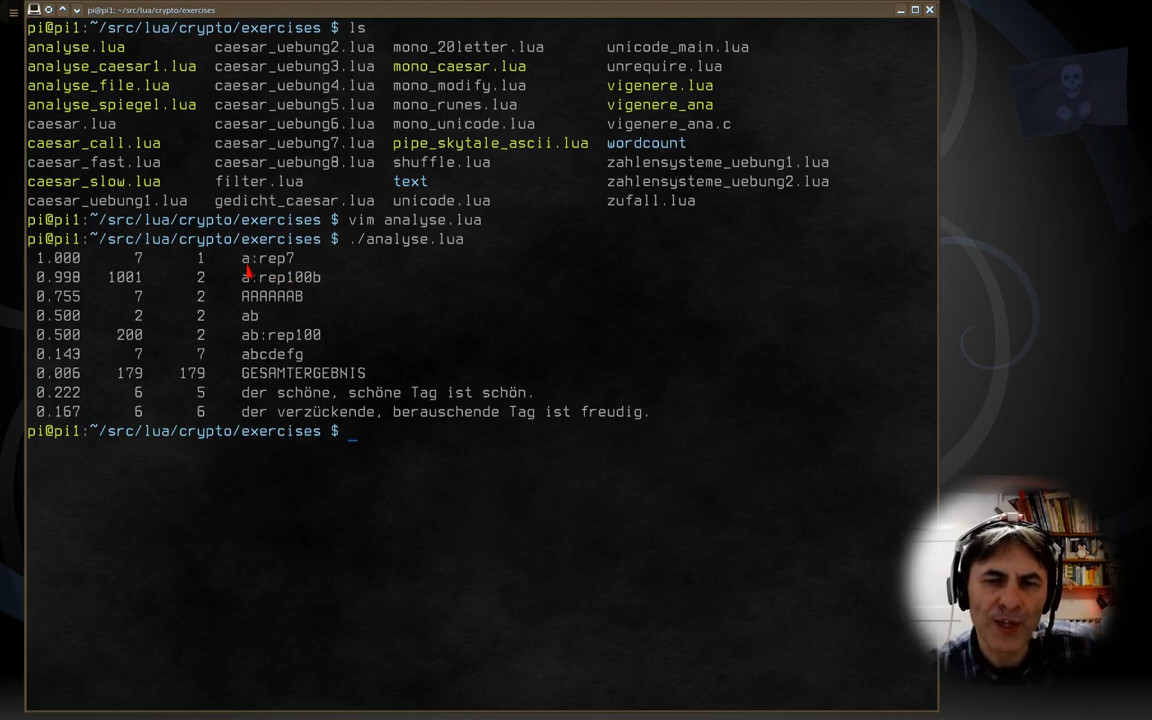 pi@pi1: ~/src/lua/crypto/exercises
pi@pi1:~/src/lua/crypto/exercises $ ls
analyse.lua caesar_uebung2.lua mono_20letter.lua unicode_main.lua
analyse_caesar1.lua caesar_uebung3.lua mono_caesar.lua unrequire.lua
analyse_file.lua caesar_uebung4.lua mono_modify.lua vigenere.lua
analyse_spiegel.lua caesar_uebung5.lua mono_runes.lua vigenere_ana
caesar.lua caesar_uebung6.lua mono_unicode.lua vigenere_ana.c
caesar_call.lua caesar_uebung7.lua pipe_skytale_ascii.lua wordcount
caesar_fast.lua caesar_uebung8.lua shuffle.lua zahlensysteme_uebung1.lua
caesar_slow.lua filter.lua text zahlensysteme_uebung2.lua
caesar_uebung1.lua gedicht_caesar.lua unicode.lua zufall.lua
pi@pi1:~/src/lua/crypto/exercises $ vim analyse.lua
pi@pi1:~/src/lua/crypto/exercises $ ./analyse.lua
1.000 7 1 a:rep7
0.998 1001 2 a:rep100b
0.755 7 2 AAAAAAB
0.500 2 2 ab
0.500 200 2 ab:rep100
0.143 7 7 abcdefg
0.006 179 179 GESAMTERGEBNIS
0.222 6 5 der schöne, schöne Tag ist schön.
0.167 6 6 der verzückende, berauschende Tag ist freudig.
pi@pi1:~/src/lua/crypto/exercises $ _